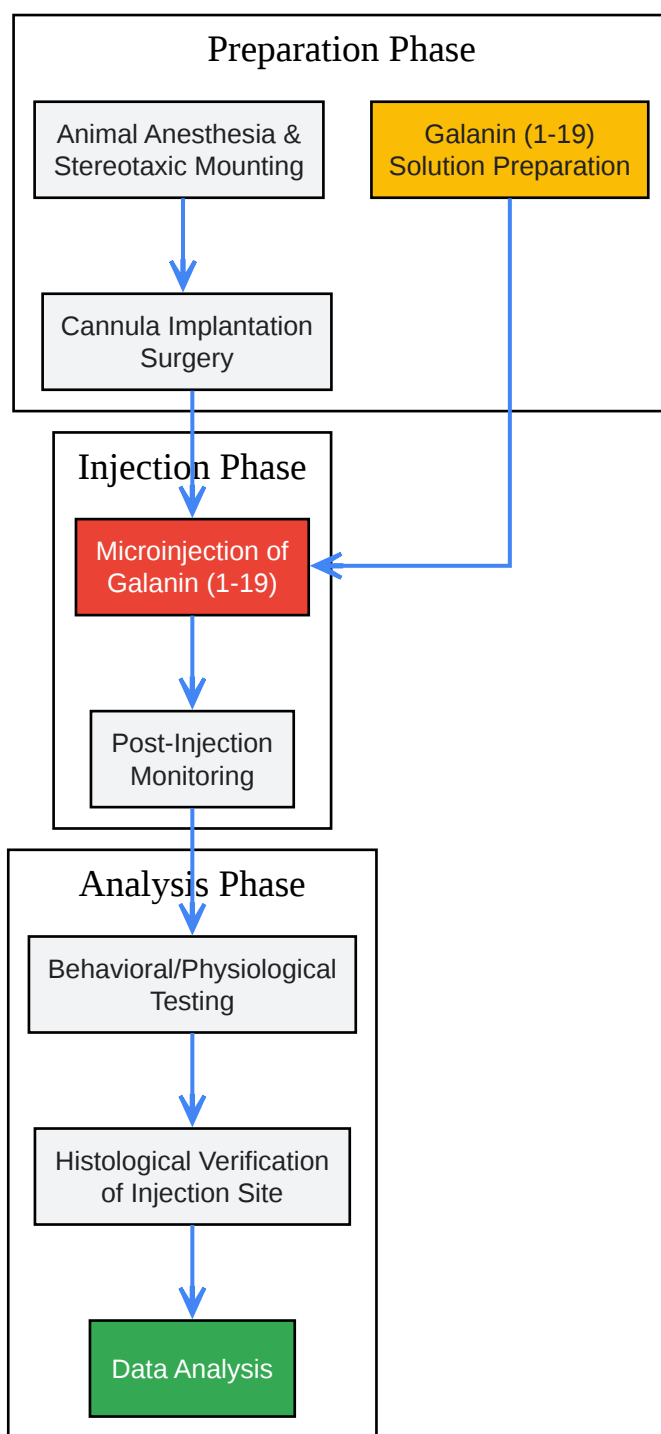 Preparation Phase
Animal Anesthesia &
Stereotaxic Mounting
Galanin (1-19)
Solution Preparation
Cannula Implantation
Surgery
Injection Phase
Microinjection of
Galanin (1-19)
Post-Injection
Monitoring
Analysis Phase
Behavioral/Physiological
Testing
Histological Verification
of Injection Site
Data Analysis